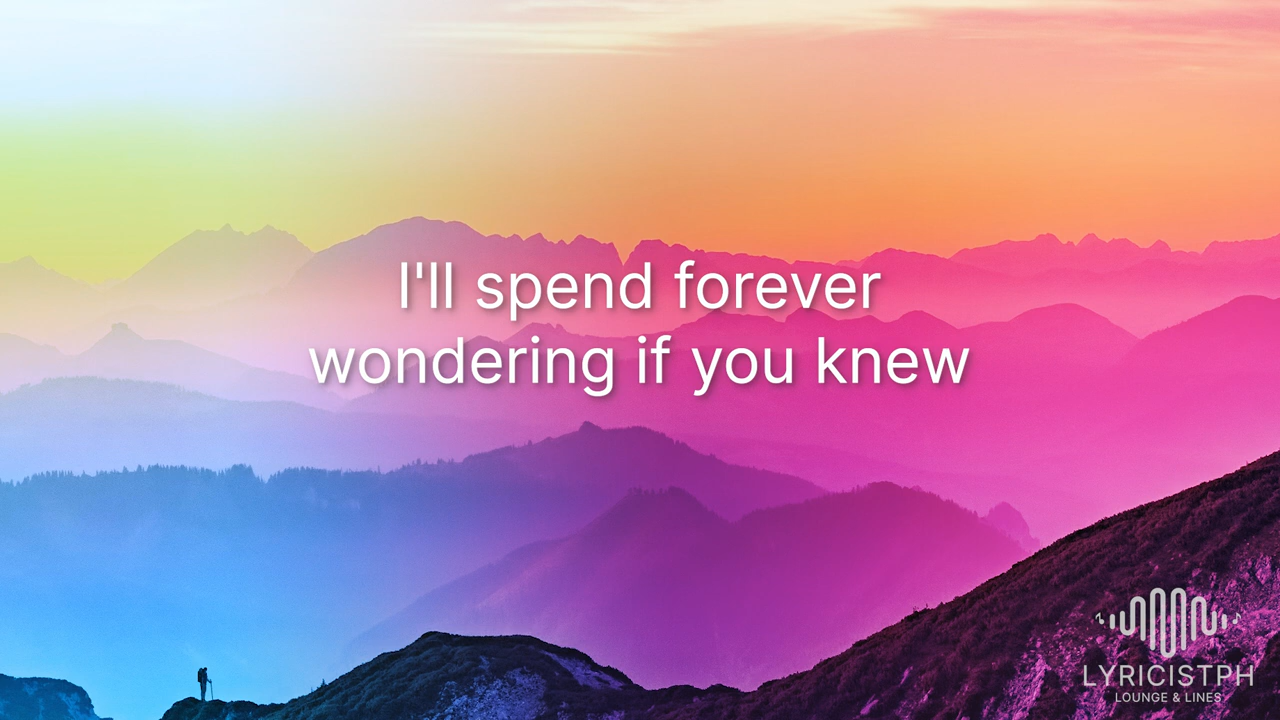 I'll spend forever
wondering if you knew
LYRICISTPH
LOUNGE & LINES